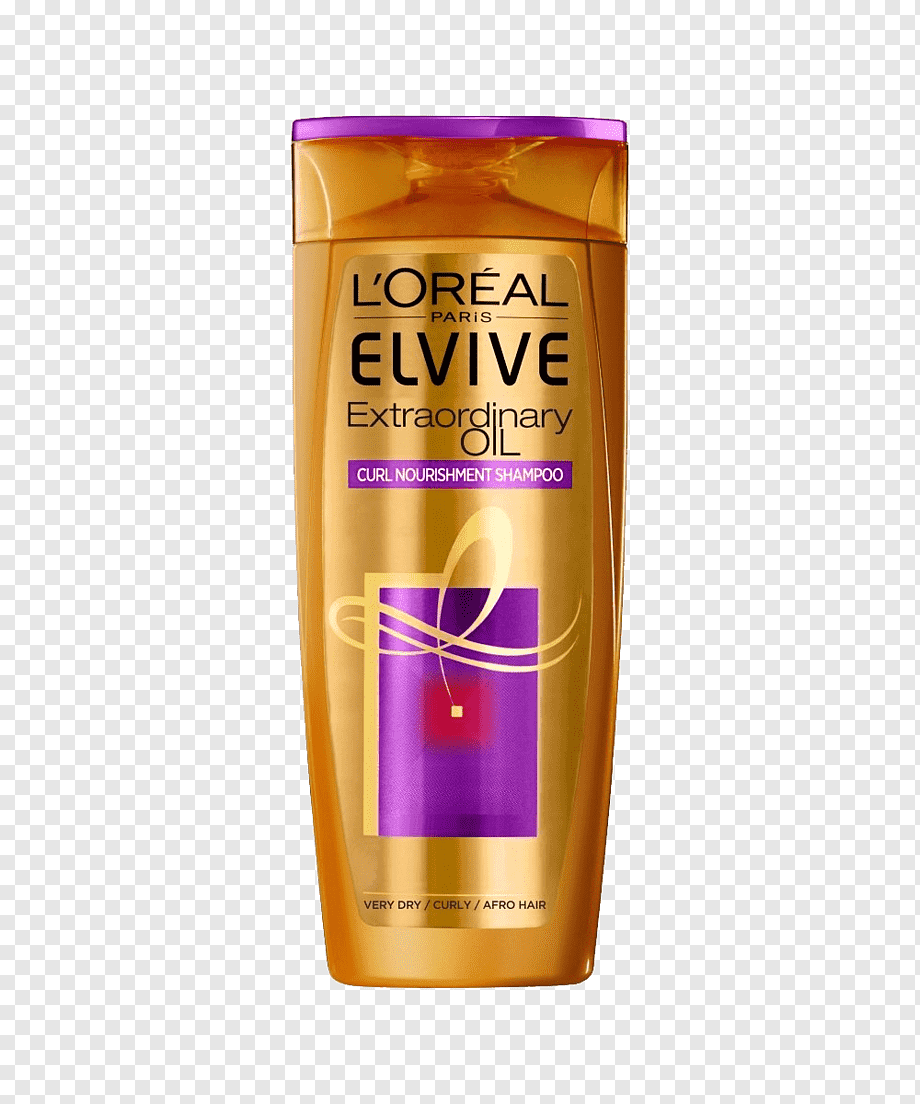 L'ORÉAL
PARiS
ELVIVE
Extraordinary
OIL
CURL NOURISHMENT SHAMPOO
VERY DRY / CURLY / AFRO HAIR